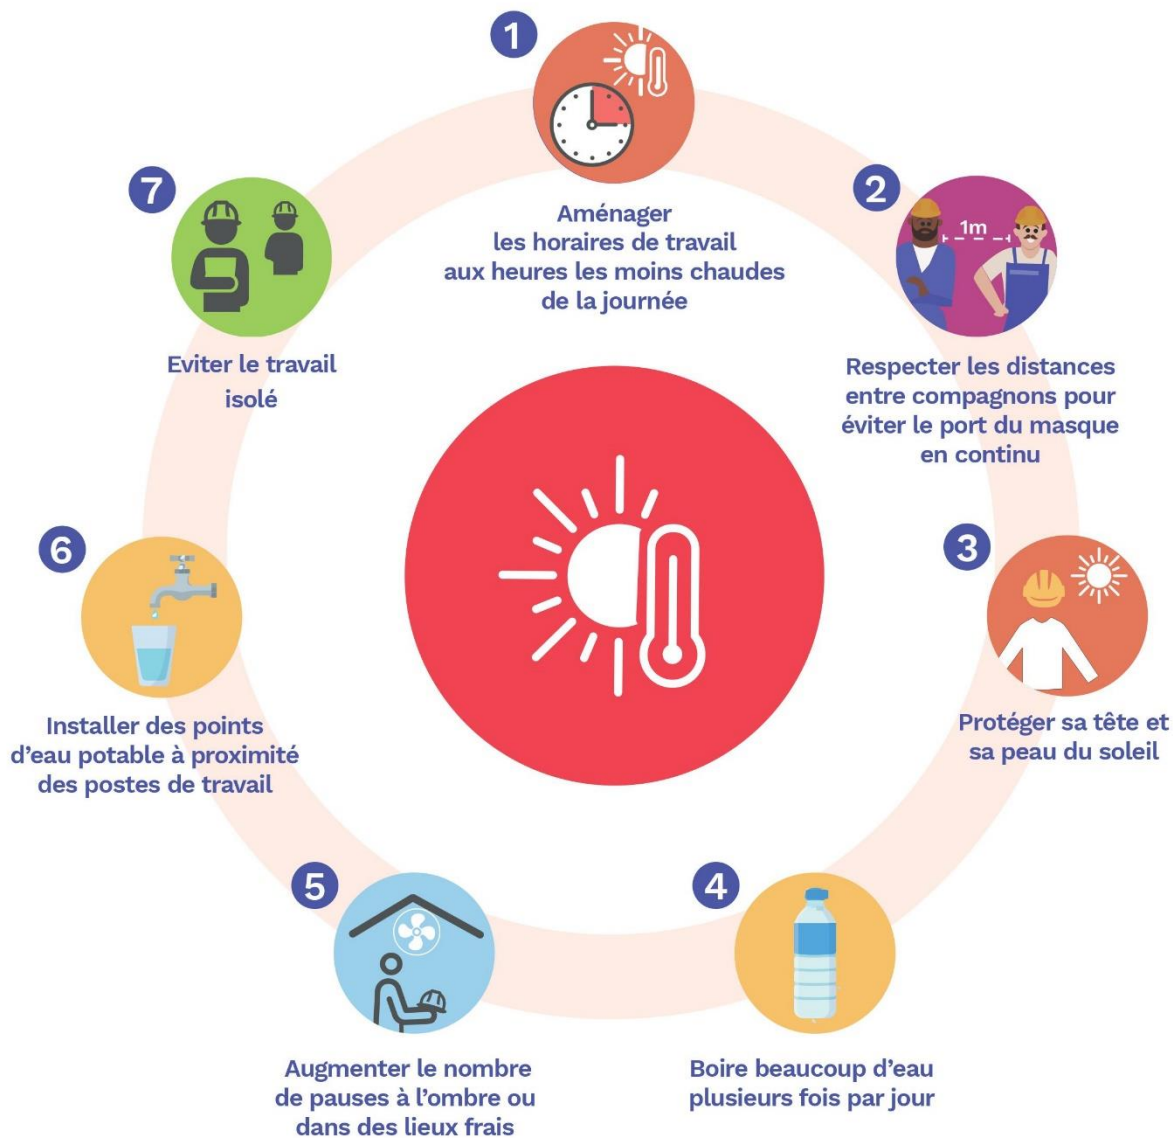 1
Aménager
les horaires de travail
aux heures les moins chaudes
de la journée
2
1m
Respecter les distances
entre compagnons pour
éviter le port du masque
en continu
3
Protéger sa tête et
sa peau du soleil
4
Boire beaucoup d'eau
plusieurs fois par jour
5
Augmenter le nombre
de pauses à l'ombre ou
dans des lieux frais
6
Installer des points
d'eau potable à proximité
des postes de travail
7
Eviter le travail
isolé